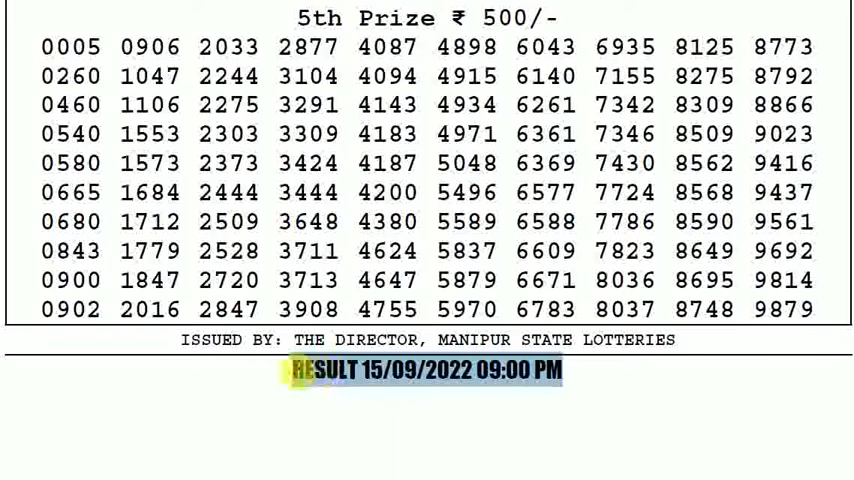 5th Prize ₹ 500/-
0005 0906 2033 2877 4087 4898 6043 6935 8125 8773
0260 1047 2244 3104 4094 4915 6140 7155 8275 8792
0460 1106 2275 3291 4143 4934 6261 7342 8309 8866
0540 1553 2303 3309 4183 4971 6361 7346 8509 9023
0580 1573 2373 3424 4187 5048 6369 7430 8562 9416
0665 1684 2444 3444 4200 5496 6577 7724 8568 9437
0680 1712 2509 3648 4380 5589 6588 7786 8590 9561
0843 1779 2528 3711 4624 5837 6609 7823 8649 9692
0900 1847 2720 3713 4647 5879 6671 8036 8695 9814
0902 2016 2847 3908 4755 5970 6783 8037 8748 9879
ISSUED BY: THE DIRECTOR, MANIPUR STATE LOTTERIES
RESULT 15/09/2022 09:00 PM